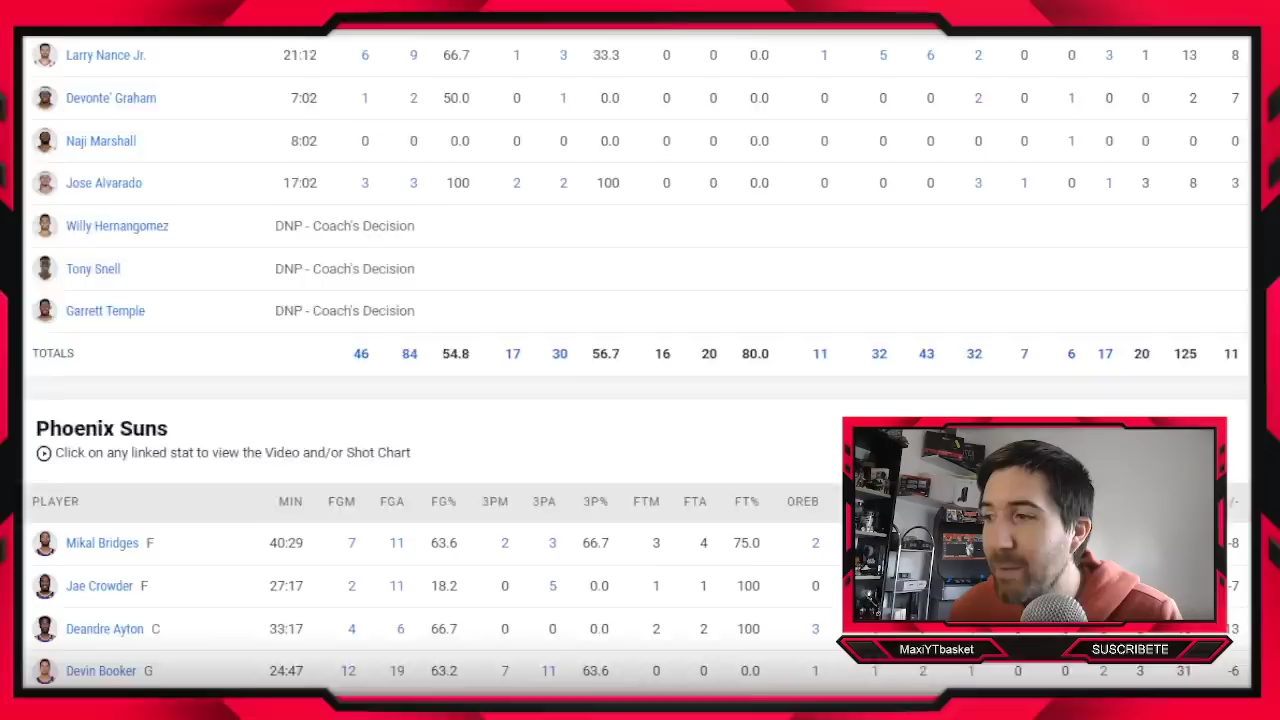 Larry Nance Jr. 21:12 6 9 66.7 1 3 33.3 0 0 0.0 1 5 6 2 0 0 3 1 13 8
Devonte' Graham 7:02 1 2 50.0 0 1 0.0 0 0 0.0 0 0 0 2 0 1 0 0 2 7
Naji Marshall 8:02 0 0 0.0 0 0 0.0 0 0 0.0 0 0 0 0 0 1 0 0 0 0
Jose Alvarado 17:02 3 3 100 2 2 100 0 0 0.0 0 0 0 3 1 0 1 3 8 3
Willy Hernangomez DNP - Coach's Decision
Tony Snell DNP - Coach's Decision
Garrett Temple DNP - Coach's Decision
TOTALS 46 84 54.8 17 30 56.7 16 20 80.0 11 32 43 32 7 6 17 20 125 11
Phoenix Suns
Click on any linked stat to view the Video and/or Shot Chart
PLAYER MIN FGM FGA FG% 3PM 3PA 3P% FTM FTA FT% OREB +/-
Mikal Bridges F 40:29 7 11 63.6 2 3 66.7 3 4 75.0 2 -8
Jae Crowder F 27:17 2 11 18.2 0 5 0.0 1 1 100 0 -7
Deandre Ayton C 33:17 4 6 66.7 0 0 0.0 2 2 100 3
Devin Booker G 24:47 12 19 63.2 7 11 63.6 0 0 0.0 1 1 2 1 0 0 2 3 31 -6
MaxiYTbasket
SUSCRIBETE